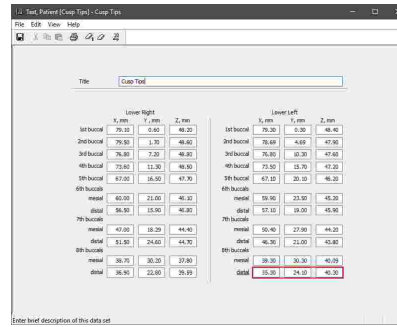 Test, Patient [Cusp Tips] - Cusp Tips
File Edit View Help
Title Cusp Tips
Lower Right Lower Left
X, mm Y, mm Z, mm X, mm Y, mm Z, mm
1st buccal 79.10 0.60 48.20 1st buccal 79.30 0.30 48.40
2nd buccal 79.50 1.70 48.60 2nd buccal 78.69 4.69 47.90
3rd buccal 76.80 7.20 48.80 3rd buccal 76.80 10.30 47.60
4th buccal 73.60 11.30 48.50 4th buccal 73.50 15.70 47.20
5th buccal 67.00 16.50 47.70 5th buccal 67.10 20.10 46.20
6th buccals 6th buccals
mesial 60.00 21.00 46.10 mesial 59.90 23.50 45.20
distal 56.50 15.90 46.80 distal 57.10 19.00 45.90
7th buccals 7th buccals
mesial 47.00 18.29 44.40 mesial 50.40 27.90 44.20
distal 51.50 24.60 44.70 distal 46.30 21.00 43.80
8th buccals 8th buccals
mesial 38.70 30.20 37.80 mesial 39.30 30.30 40.09
distal 36.90 22.80 39.59 distal 35.30 24.10 40.30
Enter brief description of this data set